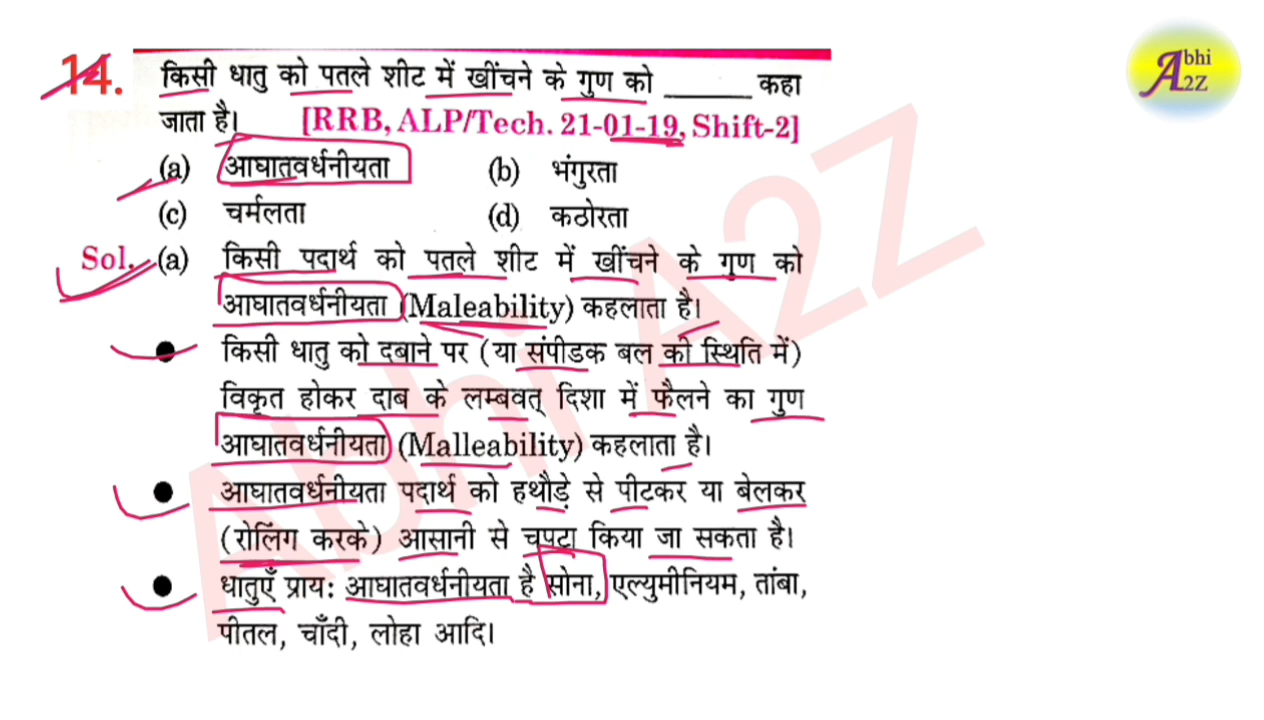 Abhi
A2Z
14. किसी धातु को पतले शीट में खींचने के गुण को ______ कहा
जाता है। [RRB, ALP/Tech. 21-01-19, Shift-2]
(a) आघातवर्धनीयता (b) भंगुरता
(c) चर्मलता (d) कठोरता
Sol. (a) किसी पदार्थ को पतले शीट में खींचने के गुण को
आघातवर्धनीयता (Maleability) कहलाता है।
● किसी धातु को दबाने पर (या संपीडक बल की स्थिति में)
विकृत होकर दाब के लम्बवत् दिशा में फैलने का गुण
आघातवर्धनीयता (Malleability) कहलाता है।
● आघातवर्धनीयता पदार्थ को हथौड़े से पीटकर या बेलकर
(रोलिंग करके) आसानी से चपटा किया जा सकता है।
● धातुएँ प्राय: आघातवर्धनीयता है सोना, एल्युमीनियम, तांबा,
पीतल, चाँदी, लोहा आदि।
Abhi A2Z